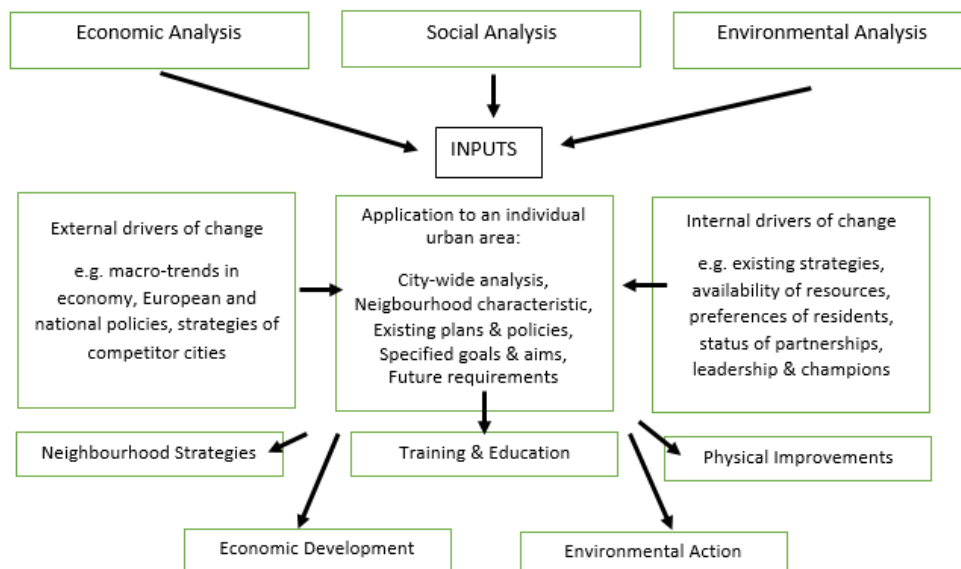 Economic Analysis
Social Analysis
Environmental Analysis
INPUTS
External drivers of change
e.g. macro-trends in
economy, European and
national policies, strategies of
competitor cities
Application to an individual
urban area:
City-wide analysis,
Neigbourhood characteristic,
Existing plans & policies,
Specified goals & aims,
Future requirements
Internal drivers of change
e.g. existing strategies,
availability of resources,
preferences of residents,
status of partnerships,
leadership & champions
Neighbourhood Strategies
Training & Education
Physical Improvements
Economic Development
Environmental Action